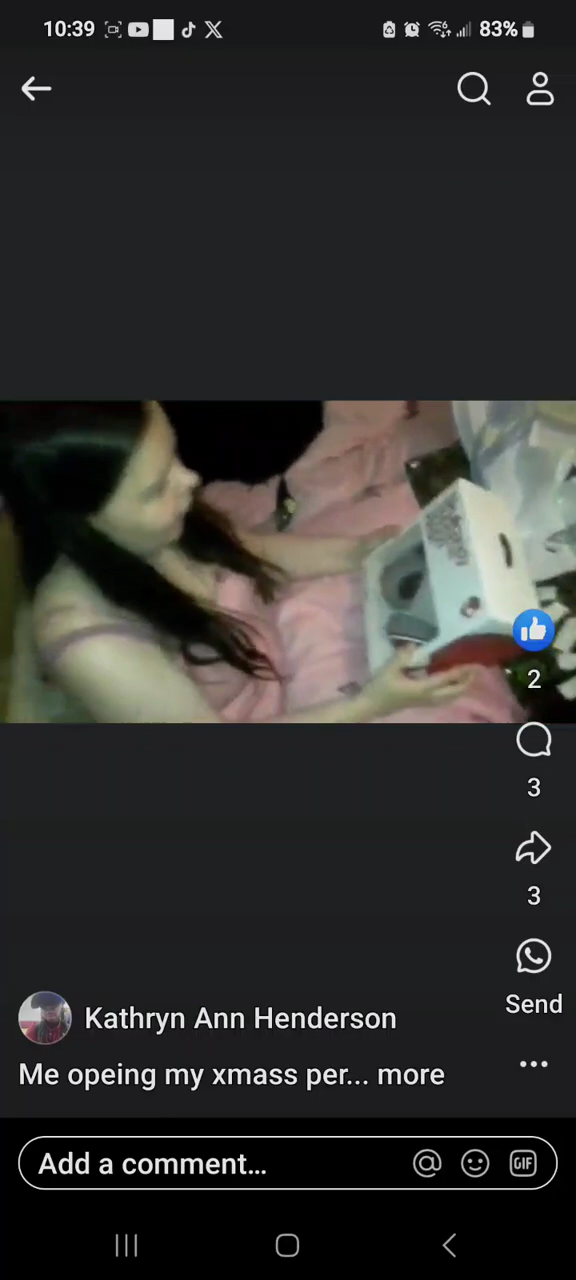 10:39 83%
2
3
3
Send
Kathryn Ann Henderson
Me opeing my xmass per... more
Add a comment...
GIF